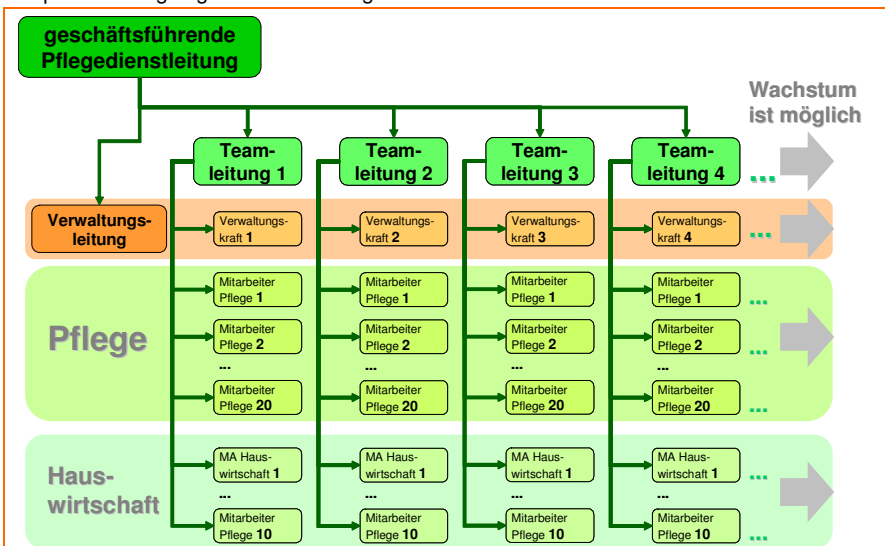 geschäftsführende
Pflegedienstleitung
Wachstum
ist möglich
Team-
leitung 1
Team-
leitung 2
Team-
leitung 3
Team-
leitung 4
...
Verwaltungs-
leitung
Verwaltungs-
kraft 1
Verwaltungs-
kraft 2
Verwaltungs-
kraft 3
Verwaltungs-
kraft 4
...
Pflege
Mitarbeiter
Pflege 1
Mitarbeiter
Pflege 1
Mitarbeiter
Pflege 1
Mitarbeiter
Pflege 1
...
Mitarbeiter
Pflege 2
Mitarbeiter
Pflege 2
Mitarbeiter
Pflege 2
Mitarbeiter
Pflege 2
...
...
...
...
...
Mitarbeiter
Pflege 20
Mitarbeiter
Pflege 20
Mitarbeiter
Pflege 20
Mitarbeiter
Pflege 20
...
Haus-
wirtschaft
MA Haus-
wirtschaft 1
MA Haus-
wirtschaft 1
MA Haus-
wirtschaft 1
MA Haus-
wirtschaft 1
...
...
...
...
...
Mitarbeiter
Pflege 10
Mitarbeiter
Pflege 10
Mitarbeiter
Pflege 10
Mitarbeiter
Pflege 10
...